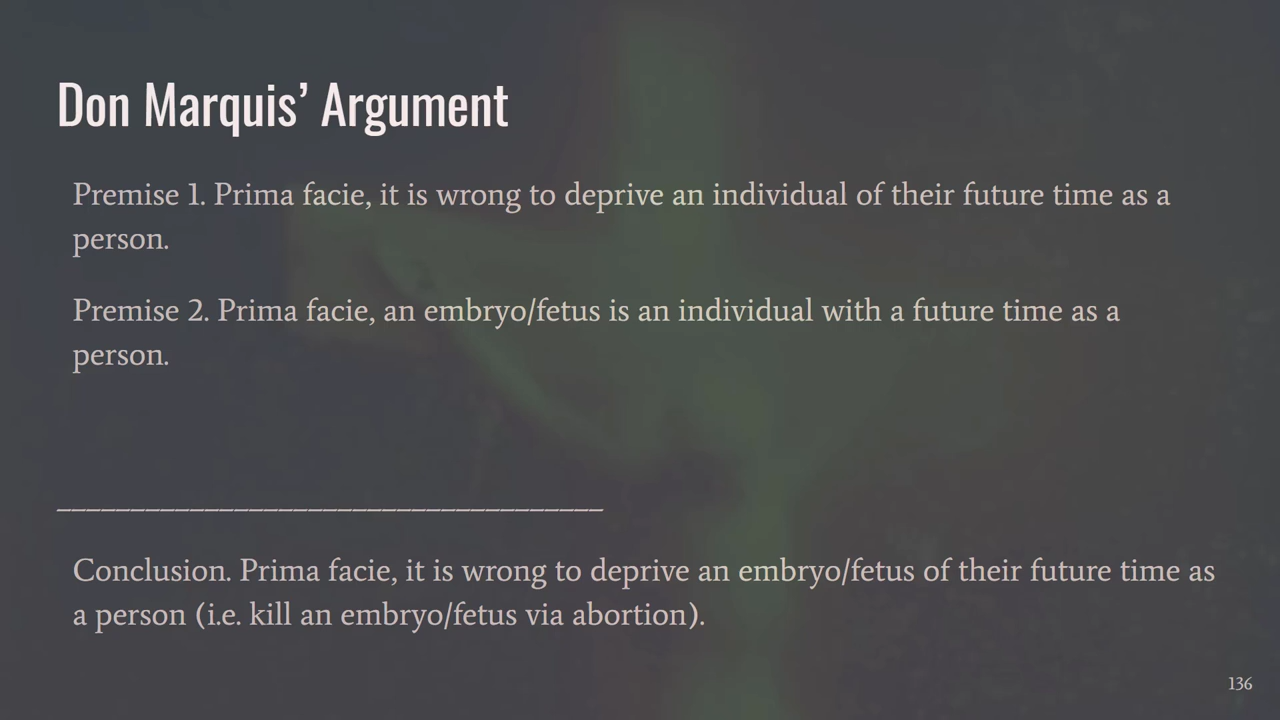 Don Marquis’ Argument
Premise 1. Prima facie, it is wrong to deprive an individual of their future time as a
person.
Premise 2. Prima facie, an embryo/fetus is an individual with a future time as a
person.
_____________________________________
Conclusion. Prima facie, it is wrong to deprive an embryo/fetus of their future time as
a person (i.e. kill an embryo/fetus via abortion).
136